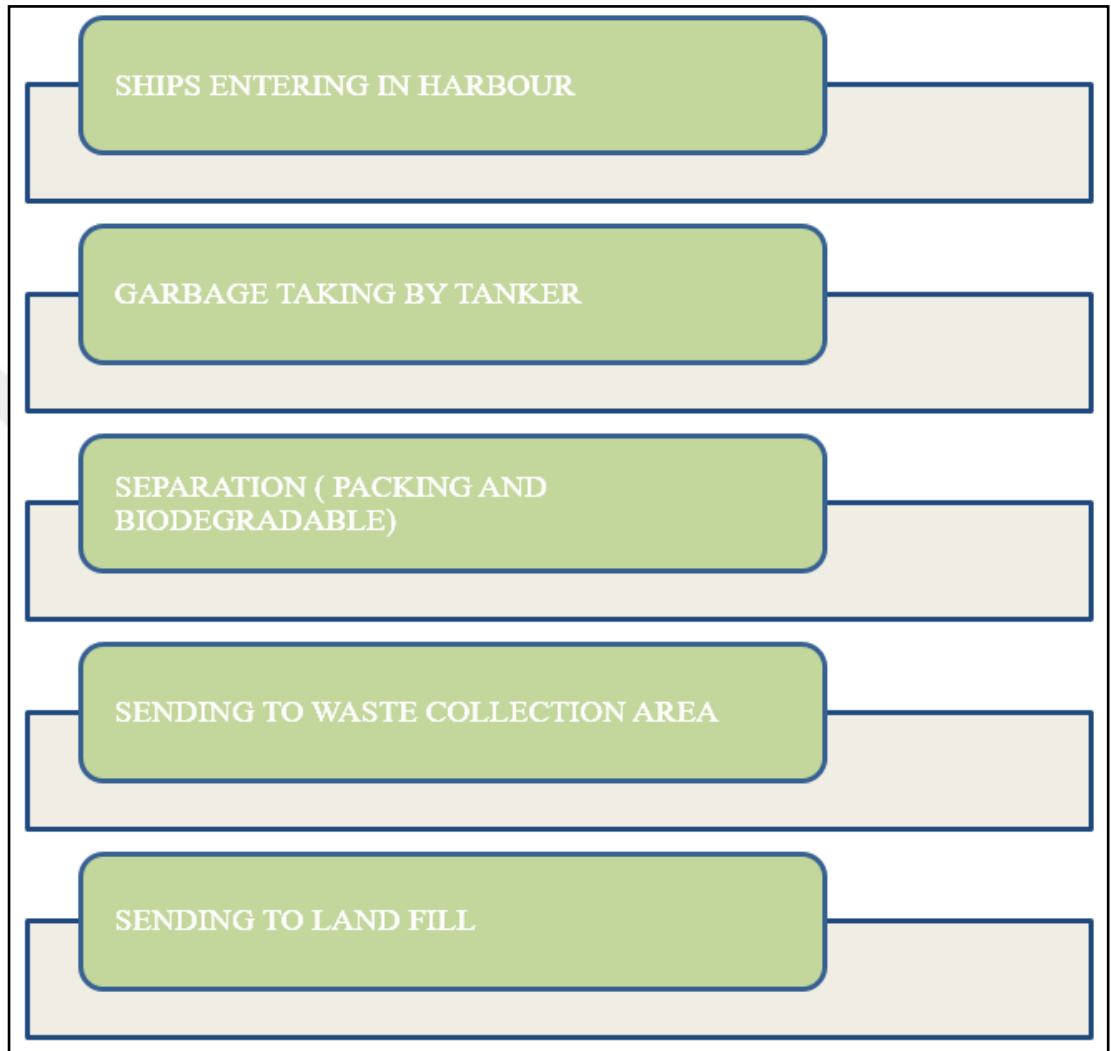 SHIPS ENTERING IN HARBOUR
GARBAGE TAKING BY TANKER
SEPARATION ( PACKING AND
BIODEGRADABLE)
SENDING TO WASTE COLLECTION AREA
SENDING TO LAND FILL